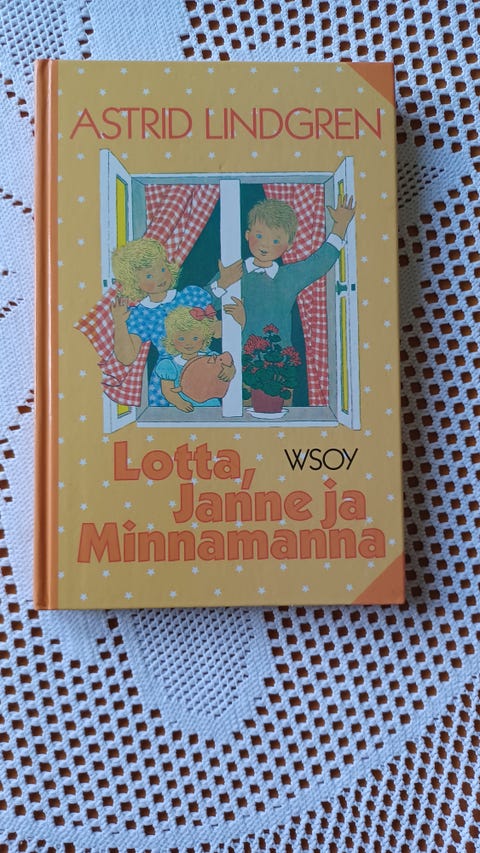 ASTRID LINDGREN
Lotta,
WSOY
Janne ja
Minnamanna